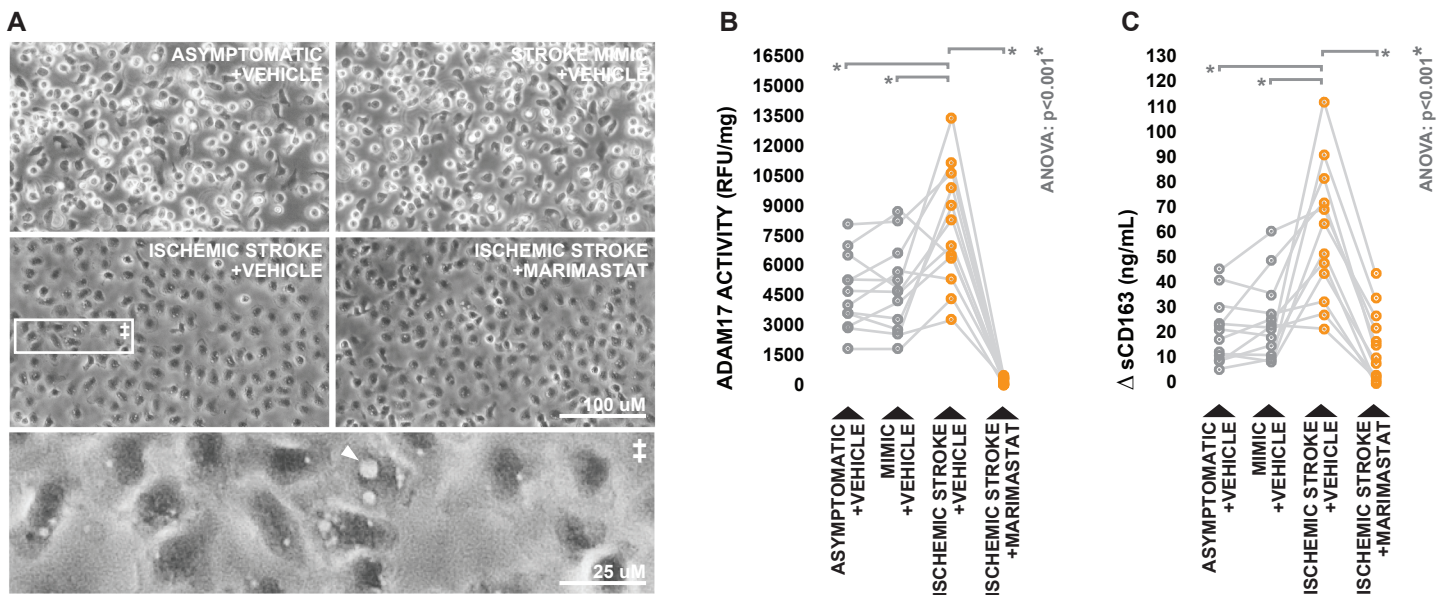 A
ASYMPTOMATIC
+VEHICLE
STROKE MIMIC
+VEHICLE
ISCHEMIC STROKE
+VEHICLE
‡
ISCHEMIC STROKE
+MARIMASTAT
100 uM
‡
25 uM
B
ADAM17 ACTIVITY (RFU/mg)
16500
15000
13500
12000
10500
9000
7500
6000
4500
3000
1500
0
*
*
*
ANOVA: p<0.001*
ASYMPTOMATIC
+VEHICLE
MIMIC
+VEHICLE
ISCHEMIC STROKE
+VEHICLE
ISCHEMIC STROKE
+MARIMASTAT
C
Δ sCD163 (ng/mL)
130
120
110
100
90
80
70
60
50
40
30
20
10
0
*
*
*
ANOVA: p<0.001*
ASYMPTOMATIC
+VEHICLE
MIMIC
+VEHICLE
ISCHEMIC STROKE
+VEHICLE
ISCHEMIC STROKE
+MARIMASTAT